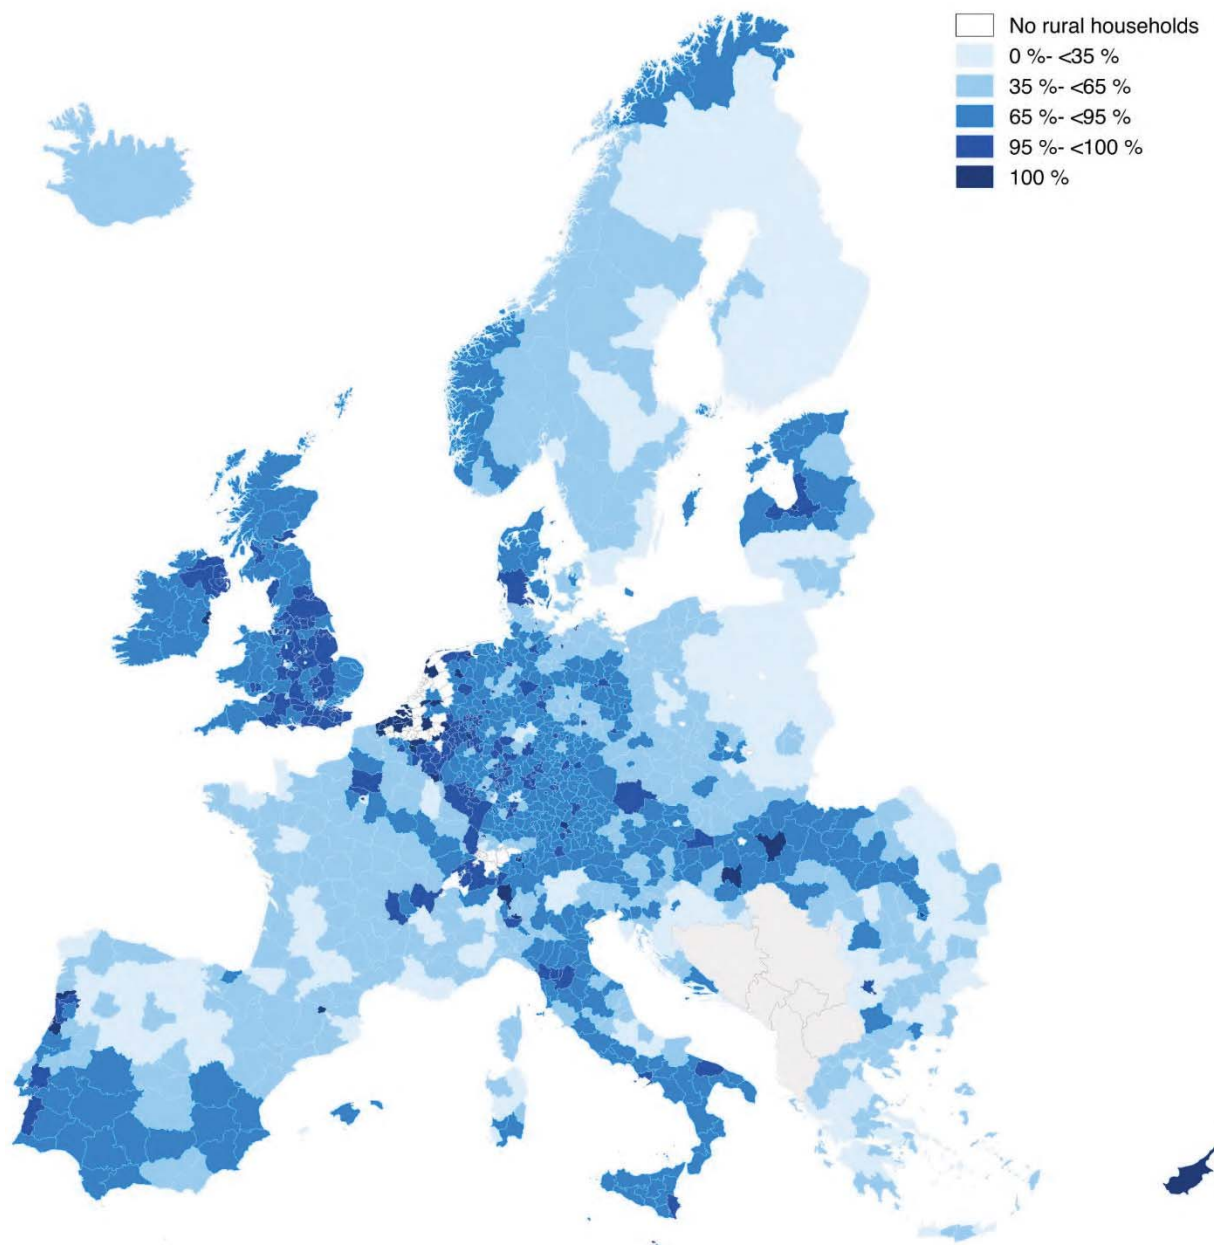 No rural households
0 %- <35 %
35 %- <65 %
65 %- <95 %
95 %- <100 %
100 %